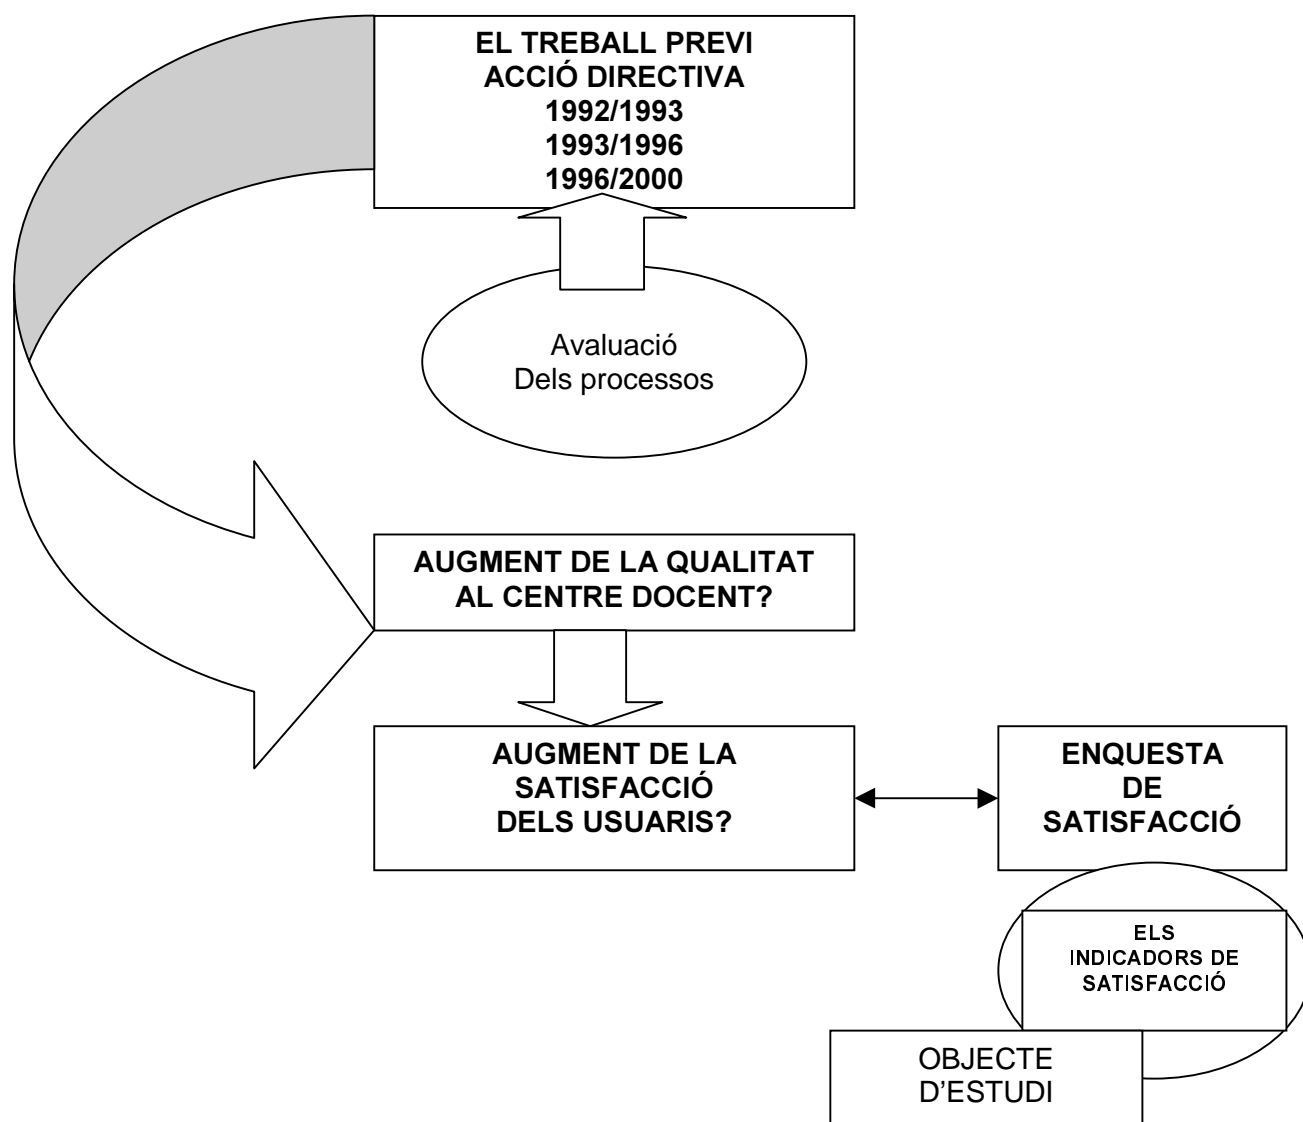 EL TREBALL PREVI
ACCIÓ DIRECTIVA
1992/1993
1993/1996
1996/2000
Avaluació
Dels processos
AUGMENT DE LA QUALITAT
AL CENTRE DOCENT?
AUGMENT DE LA
SATISFACCIÓ
DELS USUARIS?
ENQUESTA
DE
SATISFACCIÓ
ELS
INDICADORS DE
SATISFACCIÓ
OBJECTE
D'ESTUDI